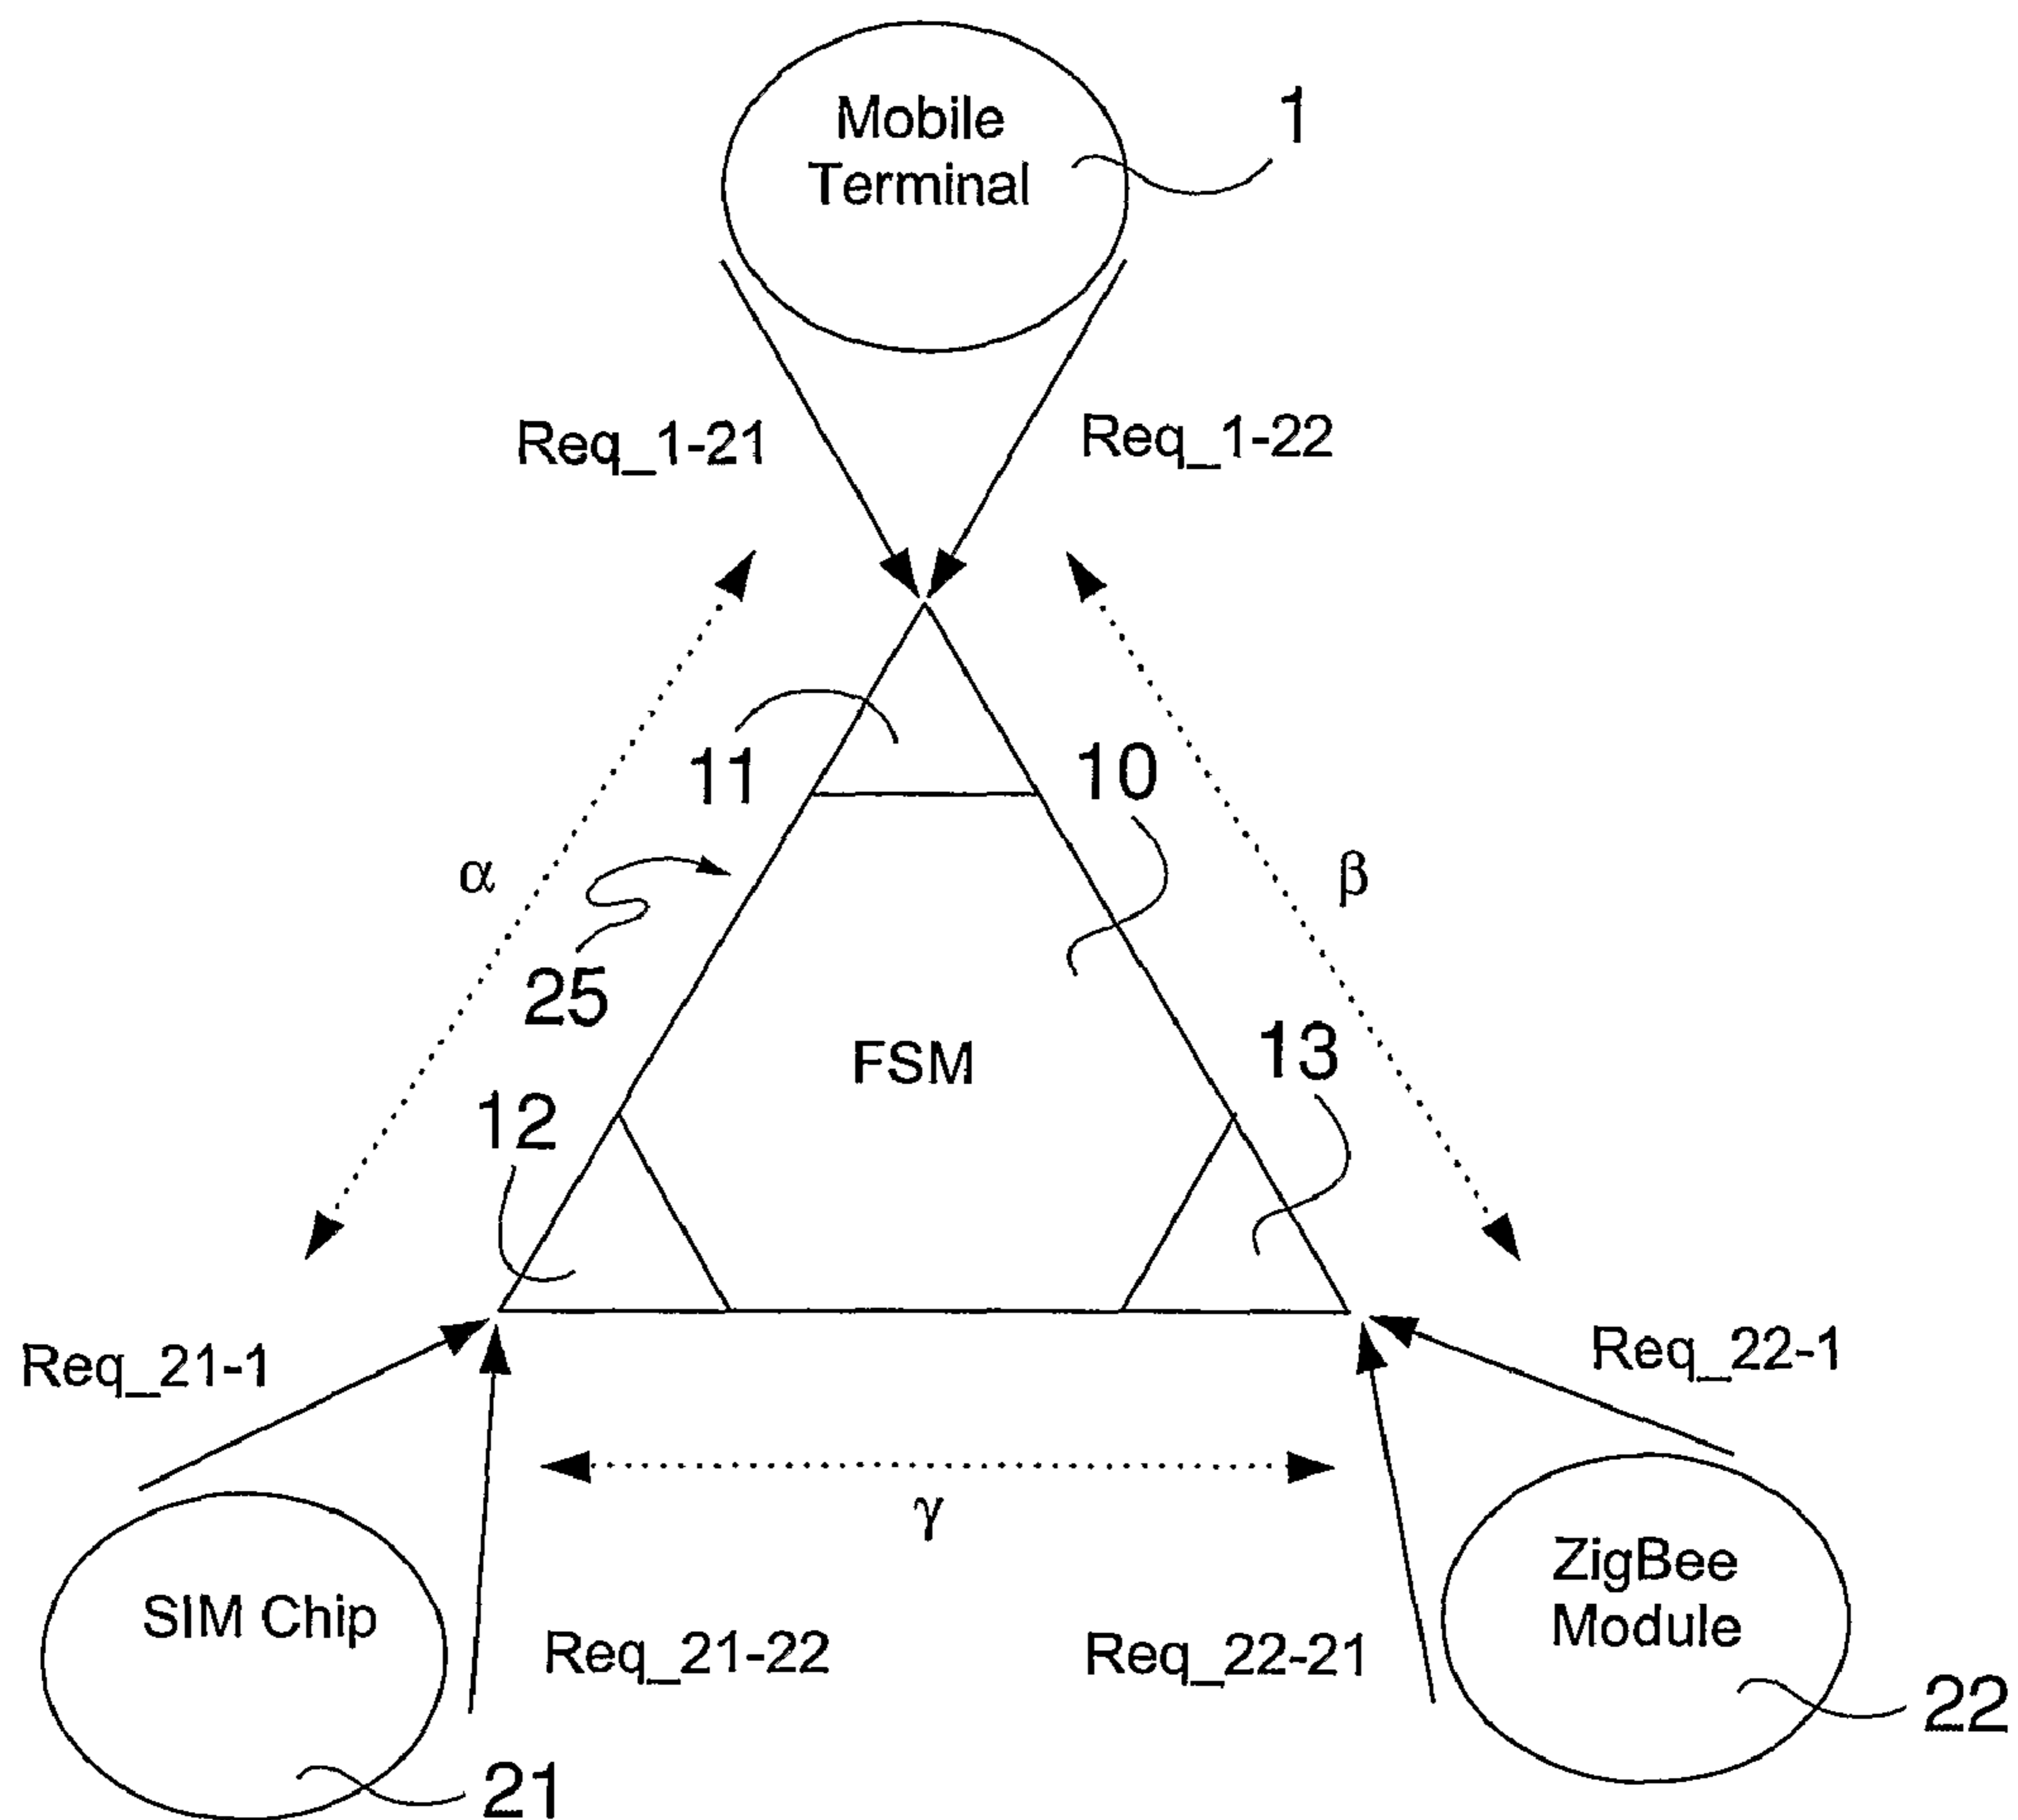 Mobile
Terminal
1
Req_1-21
Req_1-22
11
10
α
β
25
FSM
13
12
Req_21-1
Req_22-1
γ
SIM Chip
ZigBee
Module
Req_21-22
Req_22-21
22
21